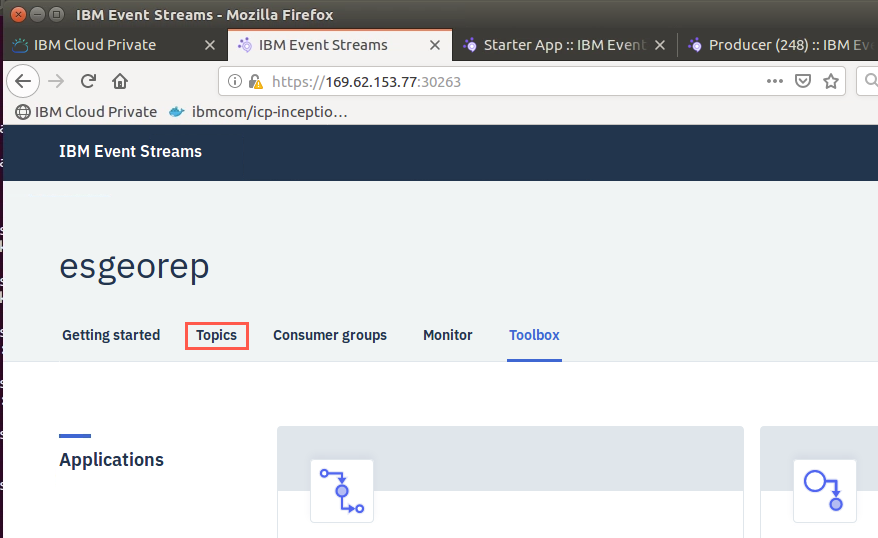 IBM Event Streams - Mozilla Firefox
IBM Cloud Private
IBM Event Streams
Starter App :: IBM Event
Producer (248) :: IBM Eve
https://169.62.153.77:30263
IBM Cloud Private
ibmcom/icp-inceptio…
IBM Event Streams
esgeorep
Getting started
Topics
Consumer groups
Monitor
Toolbox
Applications